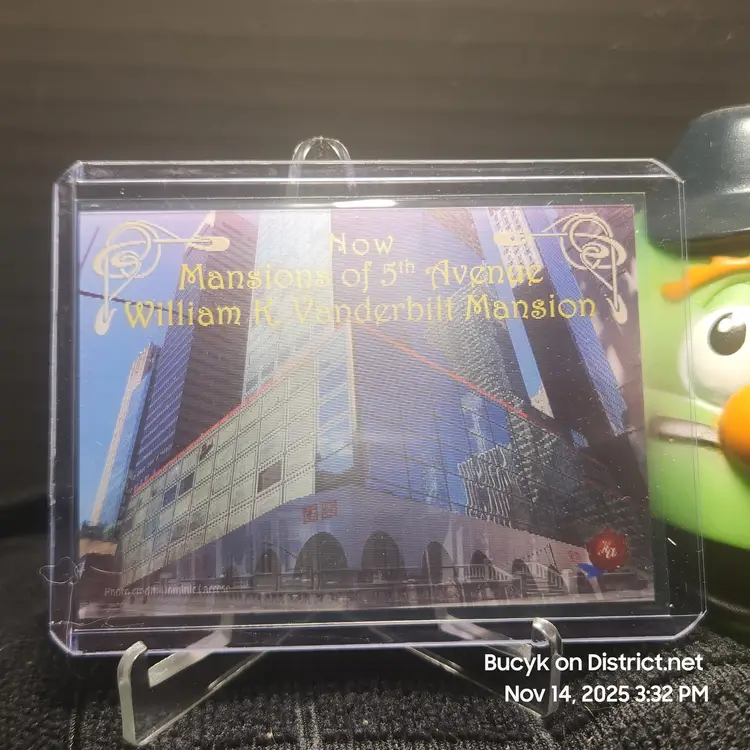 Now
Mansions of 5th Avenue
William K. Vanderbilt Mansion
Bucyk on District.net
Nov 14, 2025 3:32 PM